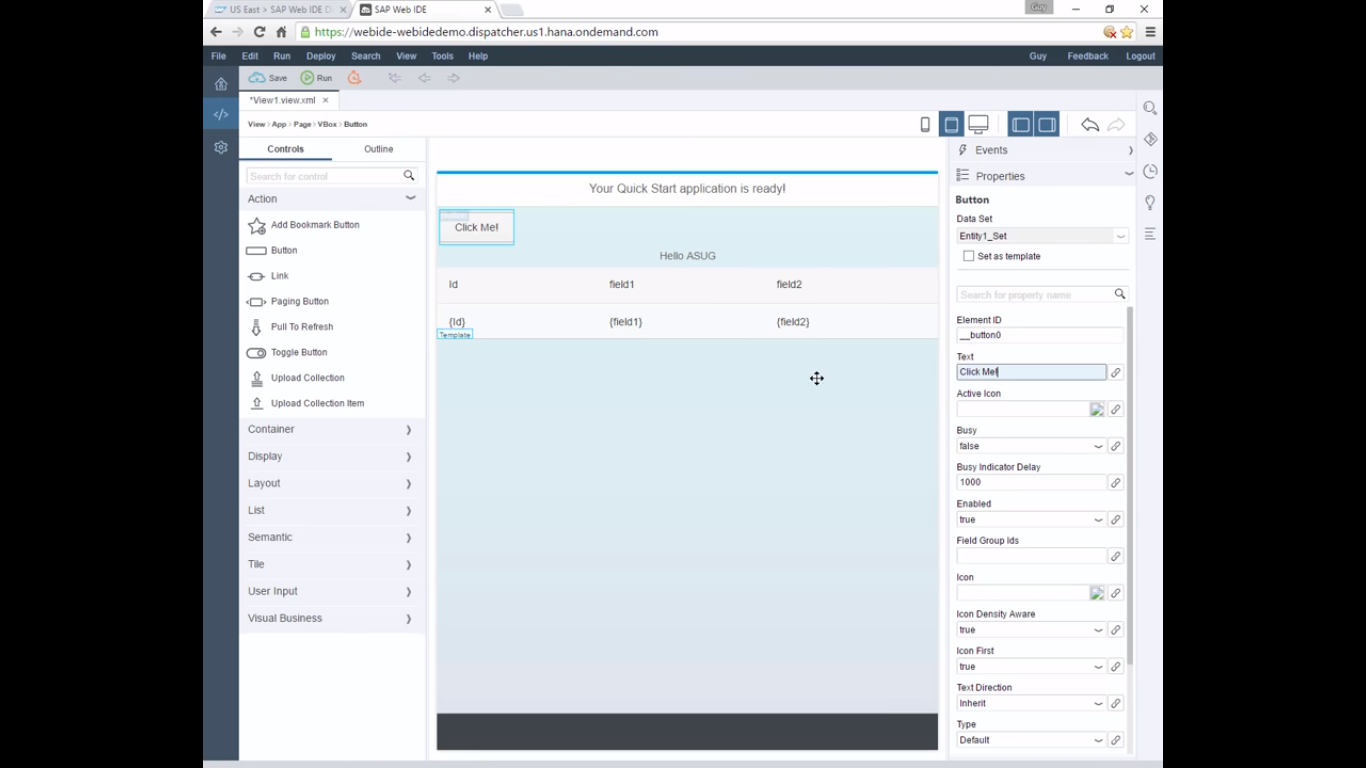 US East > SAP Web IDE D
SAP Web IDE
Guy
https://webide-webidedemo.dispatcher.us1.hana.ondemand.com
File Edit Run Deploy Search View Tools Help Guy Feedback Logout
Save Run
*View1.view.xml
View > App > Page > VBox > Button
Controls Outline
Search for control
Action
Add Bookmark Button
Button
Link
Paging Button
Pull To Refresh
Toggle Button
Upload Collection
Upload Collection Item
Container
Display
Layout
List
Semantic
Tile
User Input
Visual Business
Your Quick Start application is ready!
Click Me!
Hello ASUG
Id field1 field2
{Id} {field1} {field2}
Template
Events
Properties
Button
Data Set
Entity1_Set
Set as template
Search for property name
Element ID
__button0
Text
Click Me!
Active Icon
Busy
false
Busy Indicator Delay
1000
Enabled
true
Field Group Ids
Icon
Icon Density Aware
true
Icon First
true
Text Direction
Inherit
Type
Default